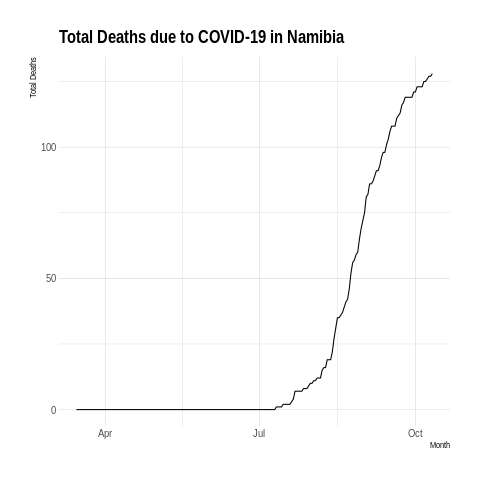 Total Deaths due to COVID-19 in Namibia
Total Deaths
100
50
0
Apr
Jul
Oct
Month